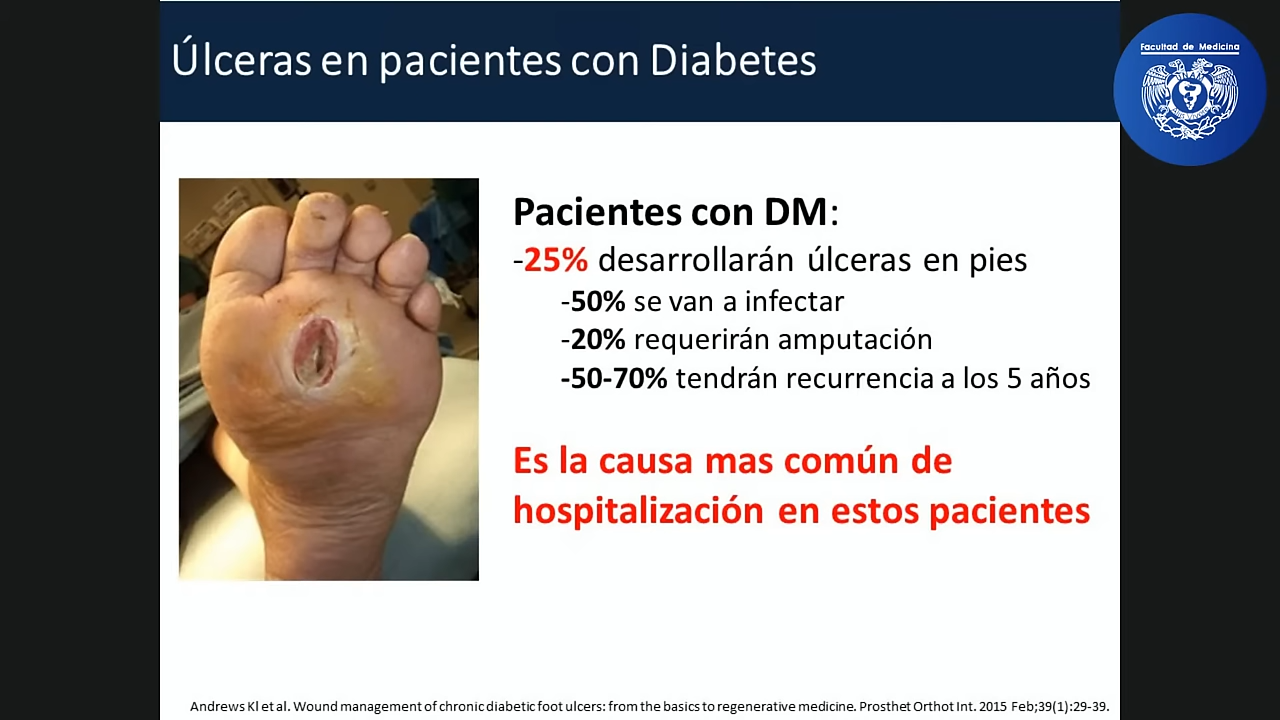 Úlceras en pacientes con Diabetes
Facultad de Medicina
Pacientes con DM:
-25% desarrollarán úlceras en pies
-50% se van a infectar
-20% requerirán amputación
-50-70% tendrán recurrencia a los 5 años
Es la causa mas común de
hospitalización en estos pacientes
Andrews Kl et al. Wound management of chronic diabetic foot ulcers: from the basics to regenerative medicine. Prosthet Orthot Int. 2015 Feb;39(1):29-39.